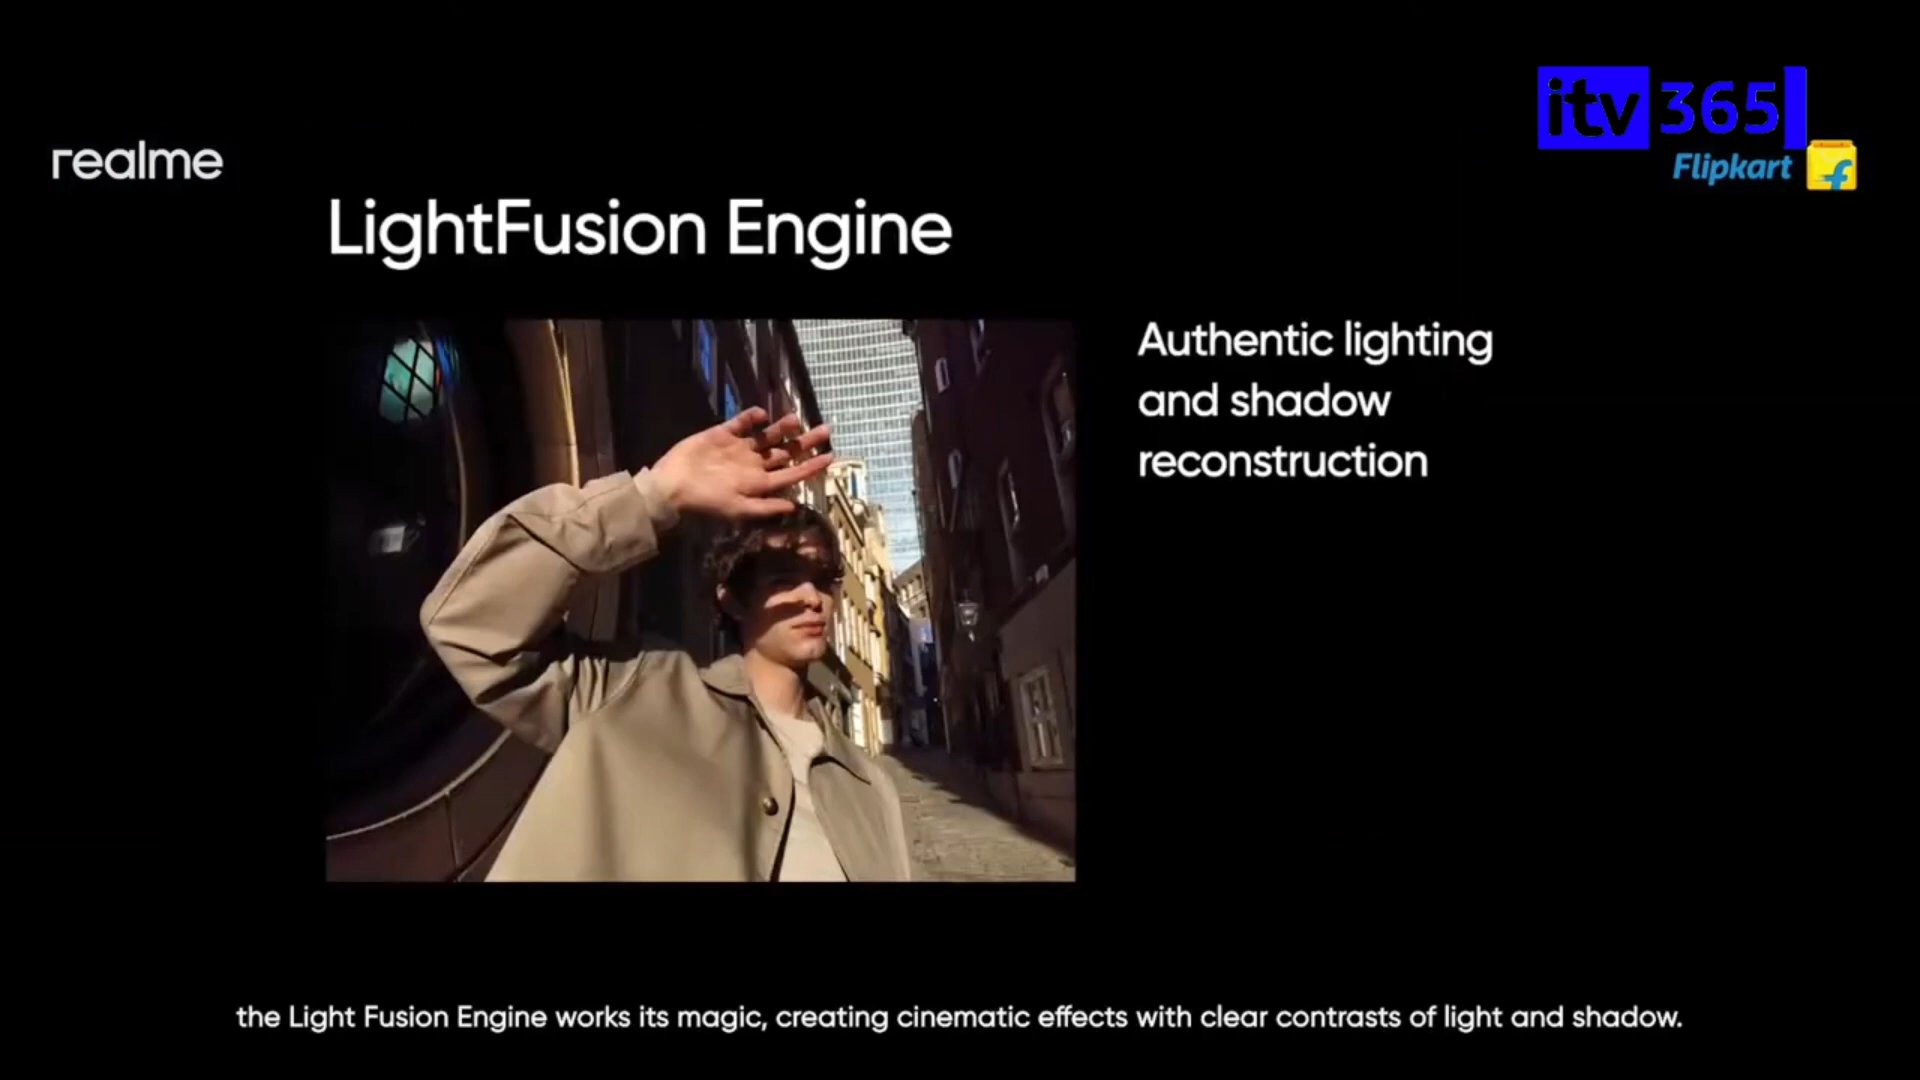 itv 365
realme
Flipkart
LightFusion Engine
Authentic lighting
and shadow
reconstruction
the Light Fusion Engine works its magic, creating cinematic effects with clear contrasts of light and shadow.